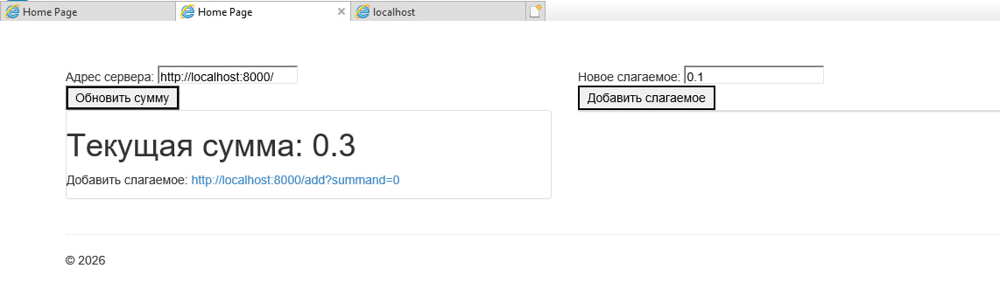 Home Page Home Page localhost
Адрес сервера: http://localhost:8000/
Обновить сумму
Текущая сумма: 0.3
Добавить слагаемое: http://localhost:8000/add?summand=0
Новое слагаемое: 0.1
Добавить слагаемое
© 2026